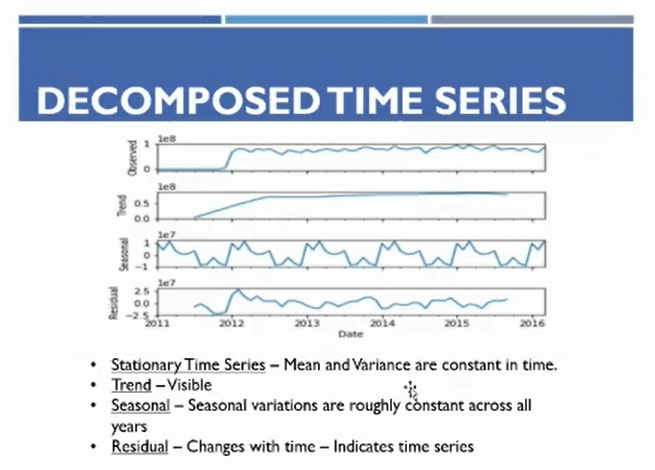 DECOMPOSED TIME SERIES
1e8
Observed
1
0
1e8
Trend
0.5
0.0
1e7
Seasonal
1
0
−1
1e7
Residual
2.5
0.0
−2.5
2011 2012 2013 2014 2015 2016
Date
• Stationary Time Series – Mean and Variance are constant in time.
• Trend – Visible
• Seasonal – Seasonal variations are roughly constant across all
years
• Residual – Changes with time – Indicates time series